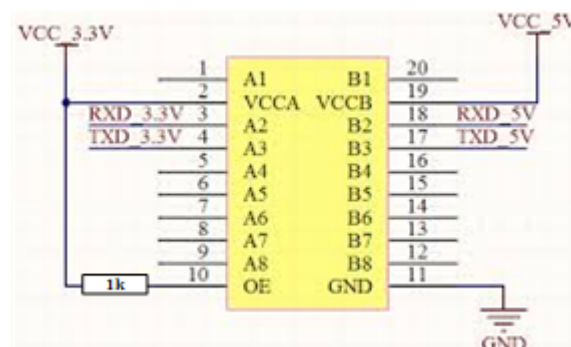 VCC_3.3V
VCC_5V
1 A1 B1 20
2 VCCA VCCB 19
RXD_3.3V 3 A2 B2 18 RXD_5V
TXD_3.3V 4 A3 B3 17 TXD_5V
5 A4 B4 16
6 A5 B5 15
7 A6 B6 14
8 A7 B7 13
9 A8 B8 12
1k 10 OE GND 11
GND